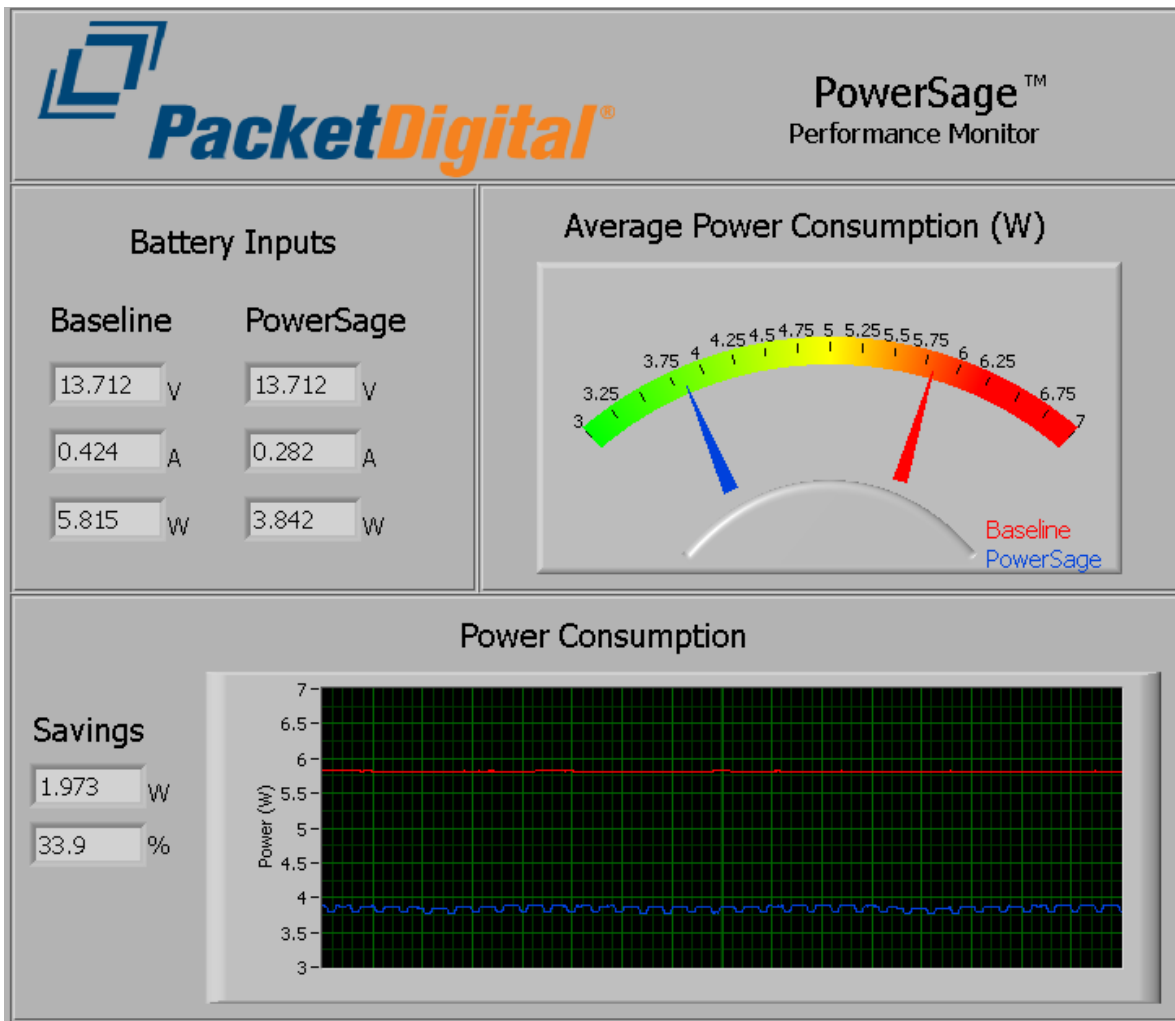 PacketDigital®
PowerSage™
Performance Monitor
Battery Inputs
Baseline PowerSage
13.712 V 13.712 V
0.424 A 0.282 A
5.815 W 3.842 W
Average Power Consumption (W)
3 3.25 3.75 4 4.25 4.5 4.75 5 5.25 5.5 5.75 6 6.25 6.75 7
Baseline
PowerSage
Power Consumption
Savings
1.973 W
33.9 %
Power (W)
7
6.5
6
5.5
5
4.5
4
3.5
3